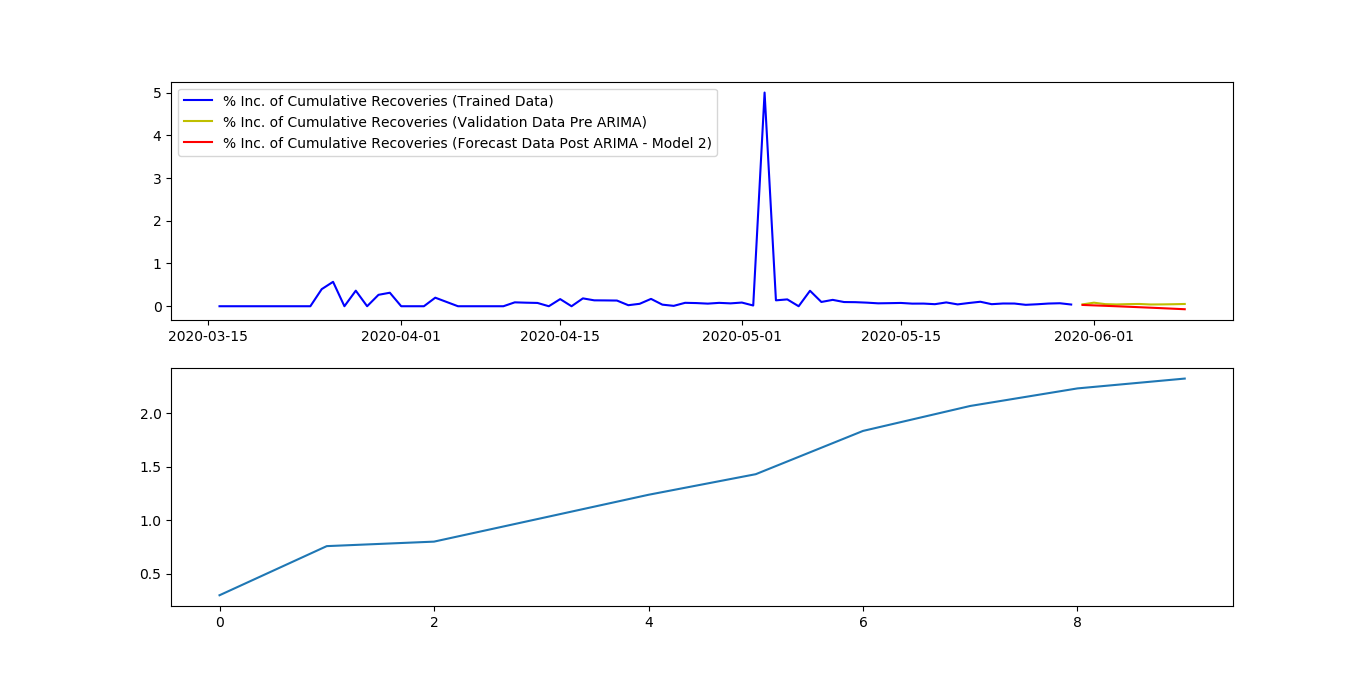 5
% Inc. of Cumulative Recoveries (Trained Data)
% Inc. of Cumulative Recoveries (Validation Data Pre ARIMA)
4
% Inc. of Cumulative Recoveries (Forecast Data Post ARIMA - Model 2)
3
2
1
0
2020-03-15 2020-04-01 2020-04-15 2020-05-01 2020-05-15 2020-06-01
2.0
1.5
1.0
0.5
0 2 4 6 8